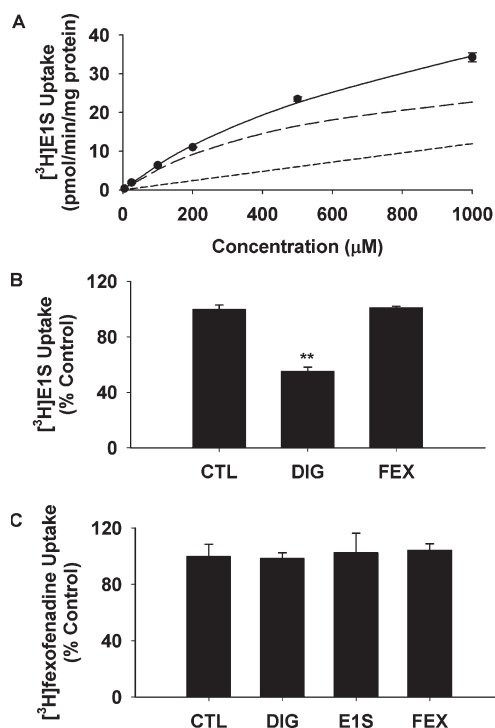 A
[³H]E1S Uptake
(pmol/min/mg protein)
40
30
20
10
0
0
200
400
600
800
1000
Concentration (μM)
B
[³H]E1S Uptake
(% Control)
120
80
40
0
**
CTL
DIG
FEX
C
[³H]fexofenadine Uptake
(% Control)
120
80
40
0
CTL
DIG
E1S
FEX